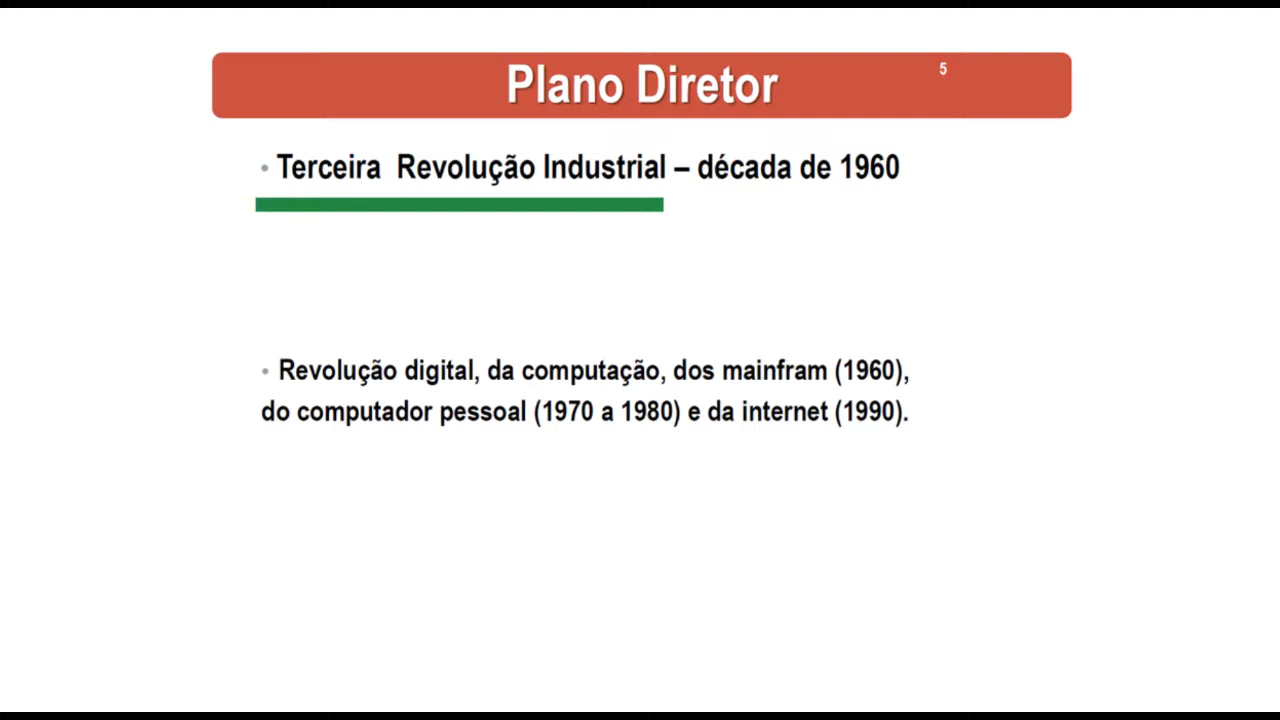 Plano Diretor
5
• Terceira Revolução Industrial – década de 1960
• Revolução digital, da computação, dos mainfram (1960),
do computador pessoal (1970 a 1980) e da internet (1990).